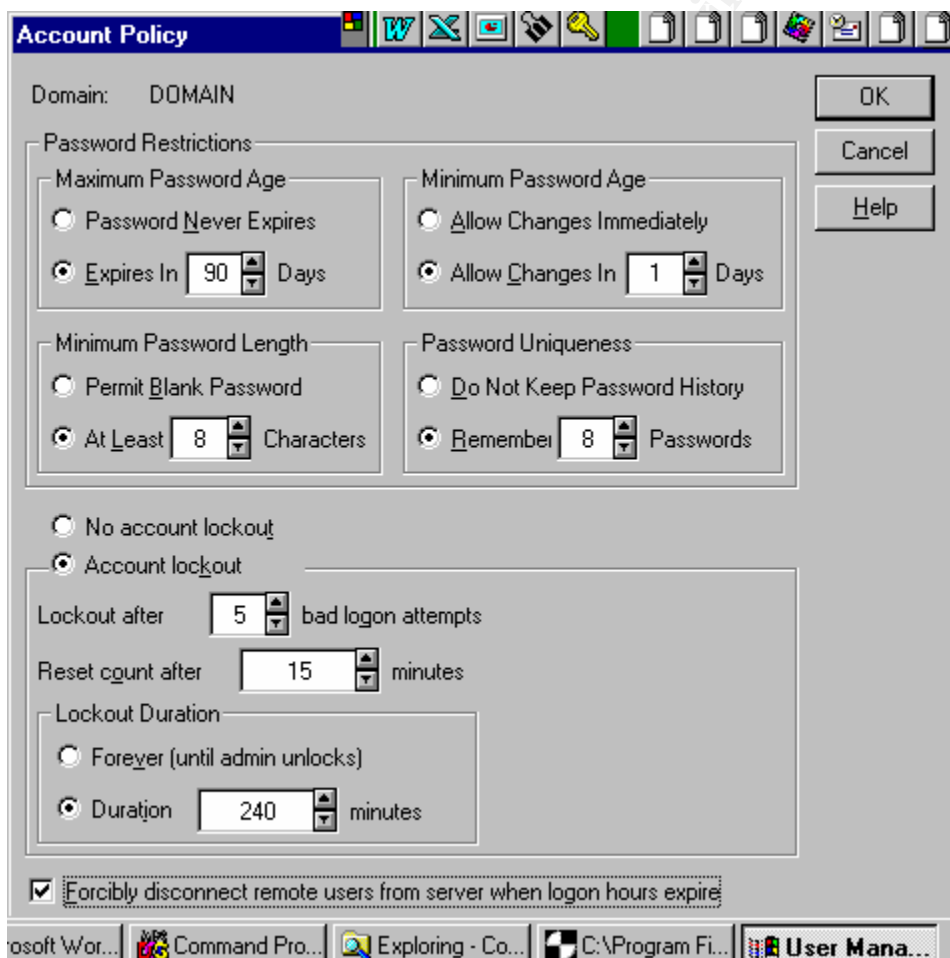 Account Policy
Domain: DOMAIN
OK
Cancel
Help
Password Restrictions
Maximum Password Age
Password Never Expires
Expires In 90 Days
Minimum Password Age
Allow Changes Immediately
Allow Changes In 1 Days
Minimum Password Length
Permit Blank Password
At Least 8 Characters
Password Uniqueness
Do Not Keep Password History
Remember 8 Passwords
No account lockout
Account lockout
Lockout after 5 bad logon attempts
Reset count after 15 minutes
Lockout Duration
Forever (until admin unlocks)
Duration 240 minutes
Forcibly disconnect remote users from server when logon hours expire
rosoft Wor... Command Pro... Exploring - Co... C:\Program Fi... User Mana...